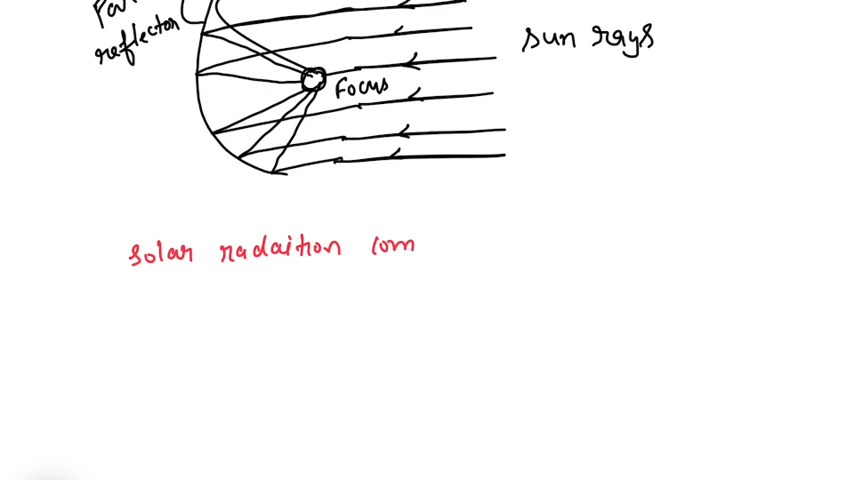 reflector
sun rays
Focus
solar radaition com